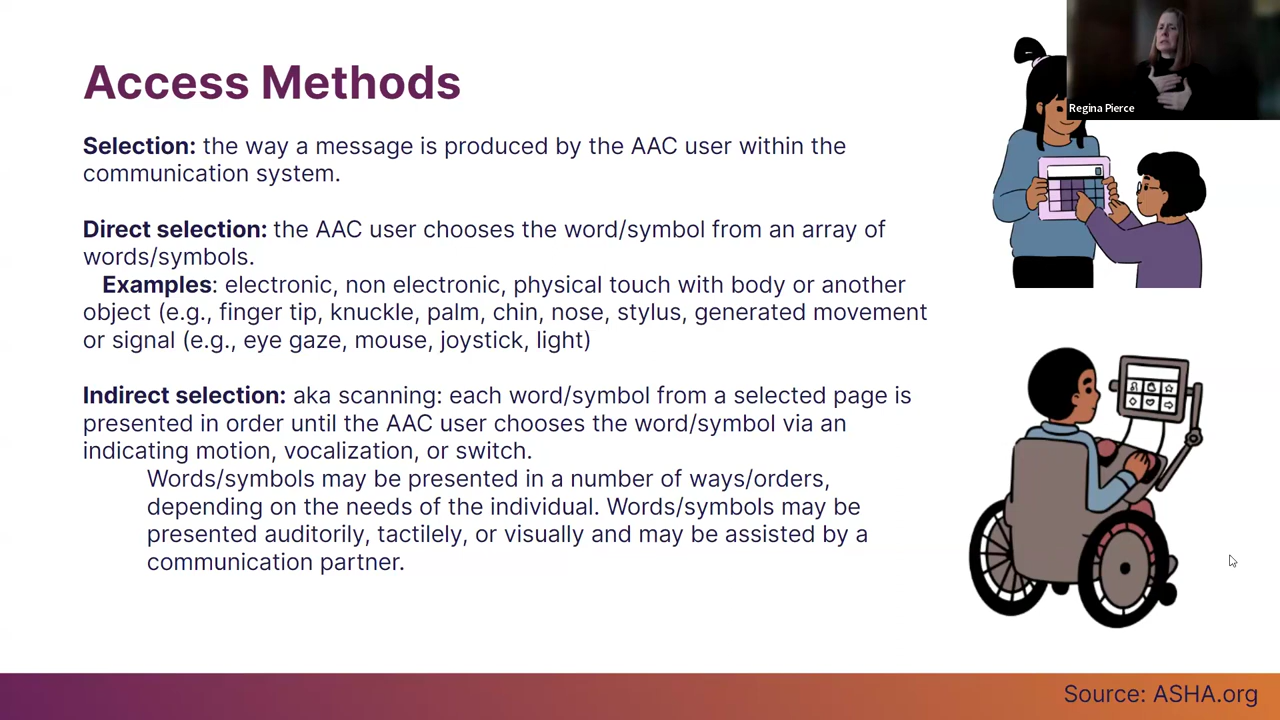 Access Methods
Regina Pierce
Selection: the way a message is produced by the AAC user within the
communication system.
Direct selection: the AAC user chooses the word/symbol from an array of
words/symbols.
Examples: electronic, non electronic, physical touch with body or another
object (e.g., finger tip, knuckle, palm, chin, nose, stylus, generated movement
or signal (e.g., eye gaze, mouse, joystick, light)
Indirect selection: aka scanning: each word/symbol from a selected page is
presented in order until the AAC user chooses the word/symbol via an
indicating motion, vocalization, or switch.
Words/symbols may be presented in a number of ways/orders,
depending on the needs of the individual. Words/symbols may be
presented auditorily, tactilely, or visually and may be assisted by a
communication partner.
Source: ASHA.org